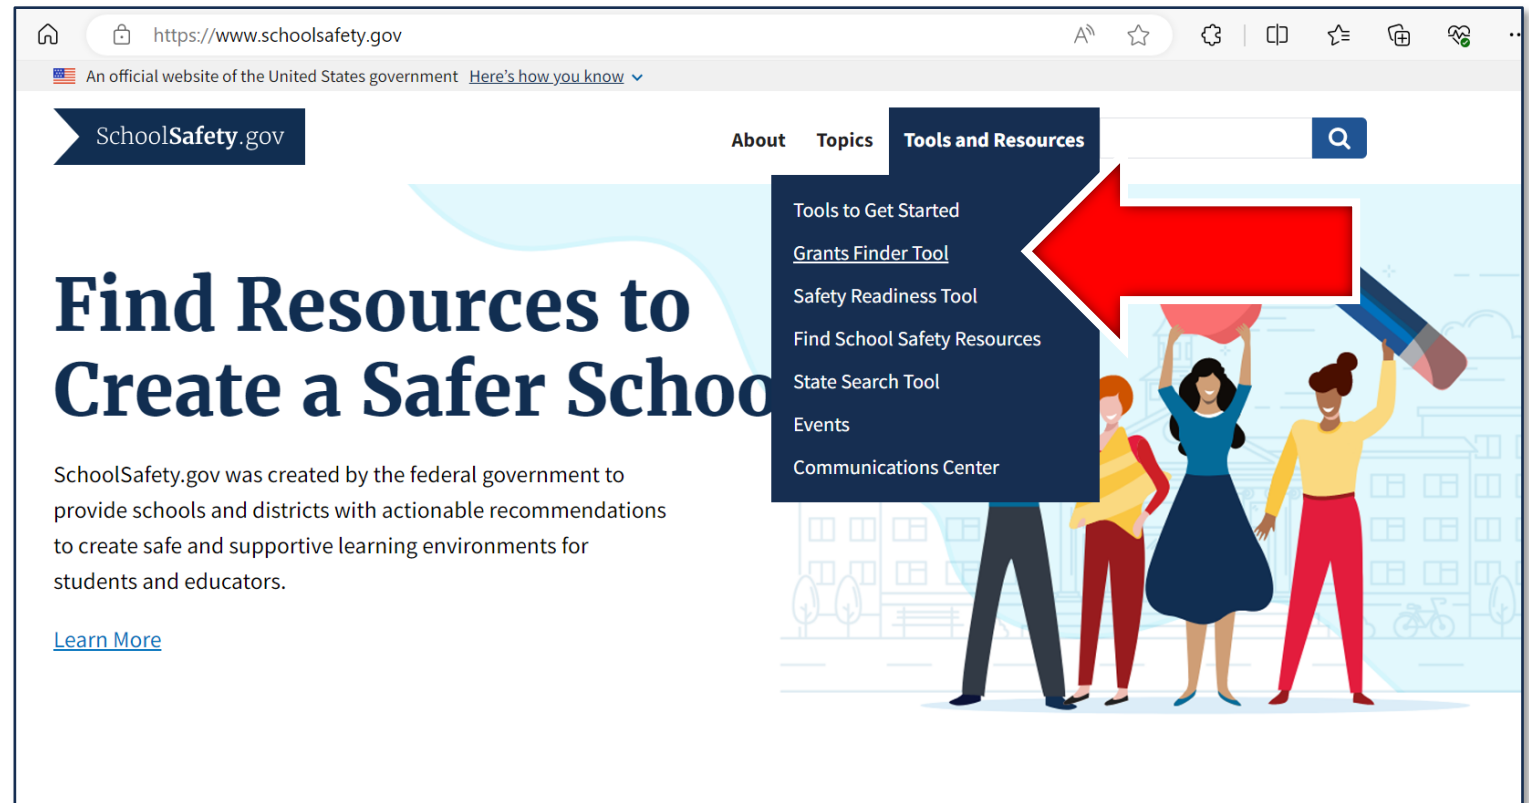 https://www.schoolsafety.gov
An official website of the United States government Here's how you know
SchoolSafety.gov
About Topics Tools and Resources
Tools to Get Started
Grants Finder Tool
Safety Readiness Tool
Find School Safety Resources
State Search Tool
Events
Communications Center
Find Resources to
Create a Safer Schoo
SchoolSafety.gov was created by the federal government to
provide schools and districts with actionable recommendations
to create safe and supportive learning environments for
students and educators.
Learn More